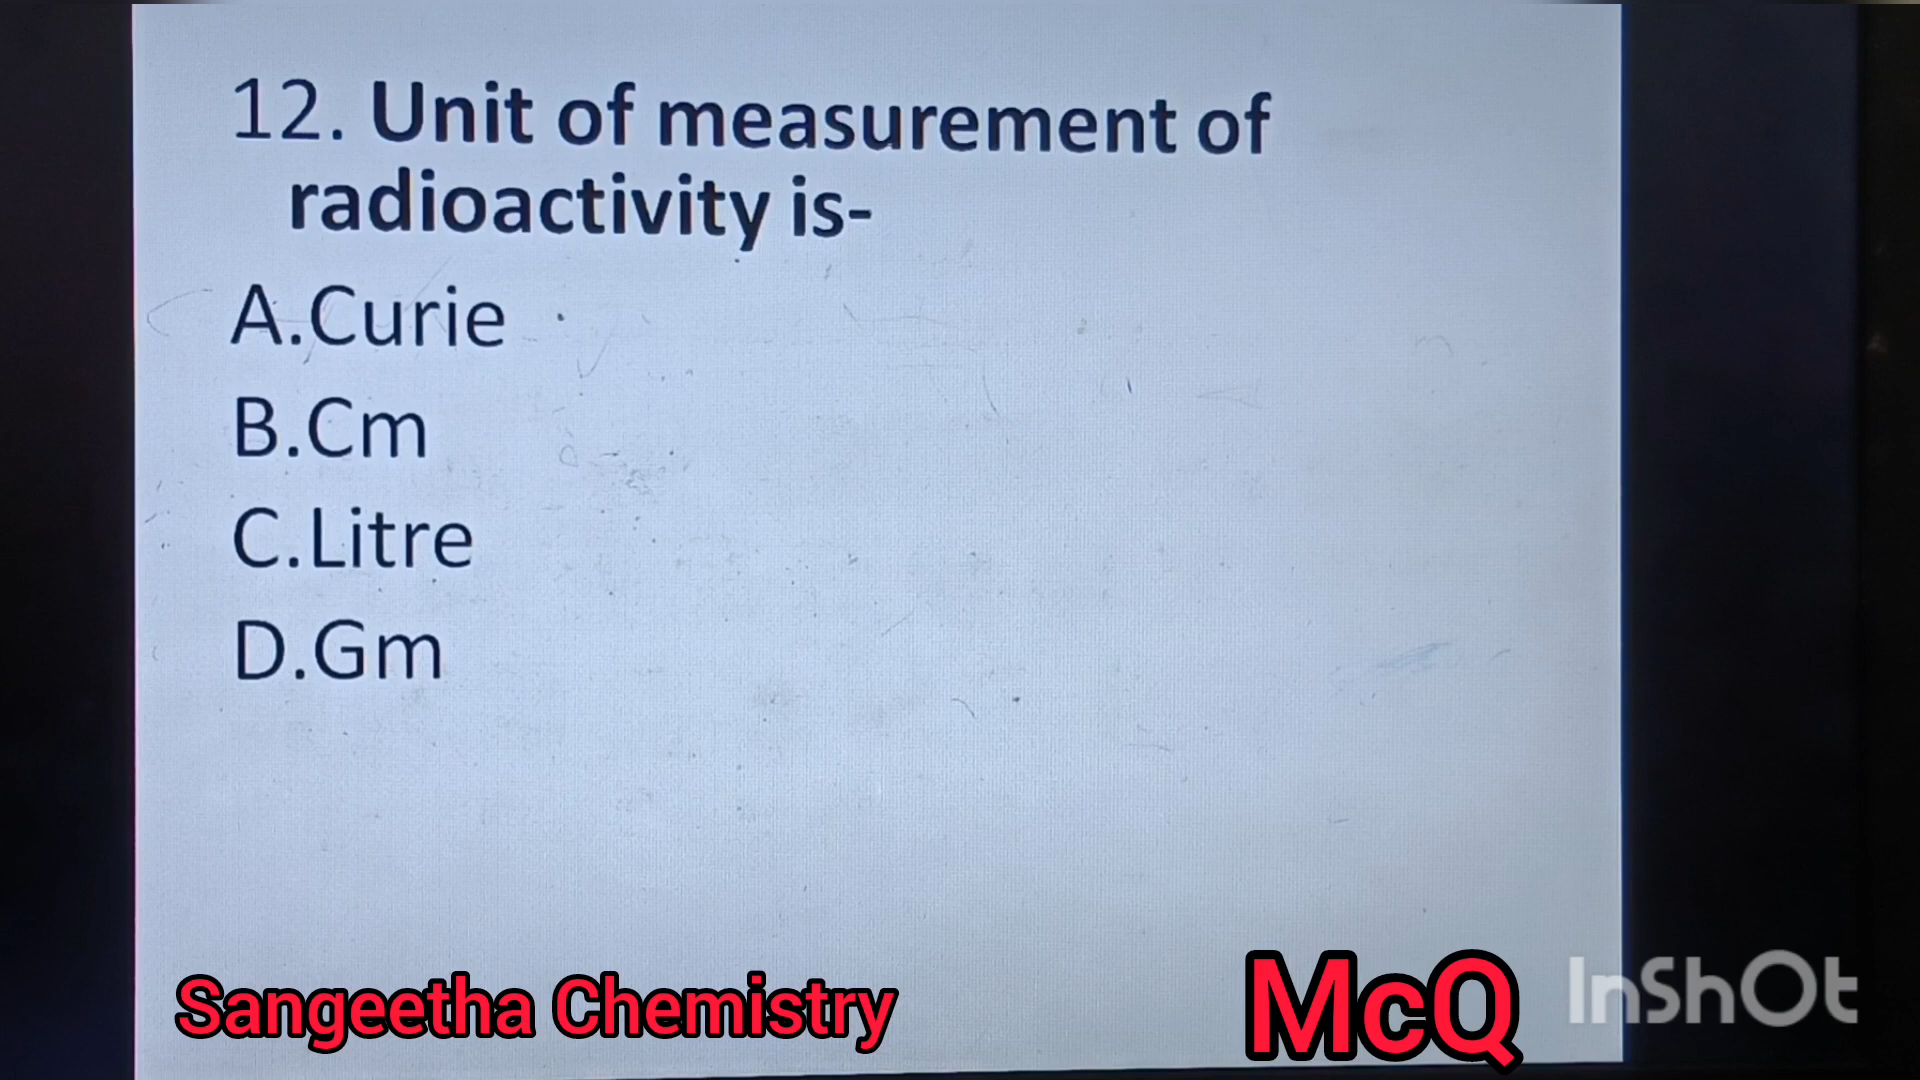 12. Unit of measurement of
radioactivity is-
A.Curie
B.Cm
C.Litre
D.Gm
Sangeetha Chemistry
McQ
InShOt